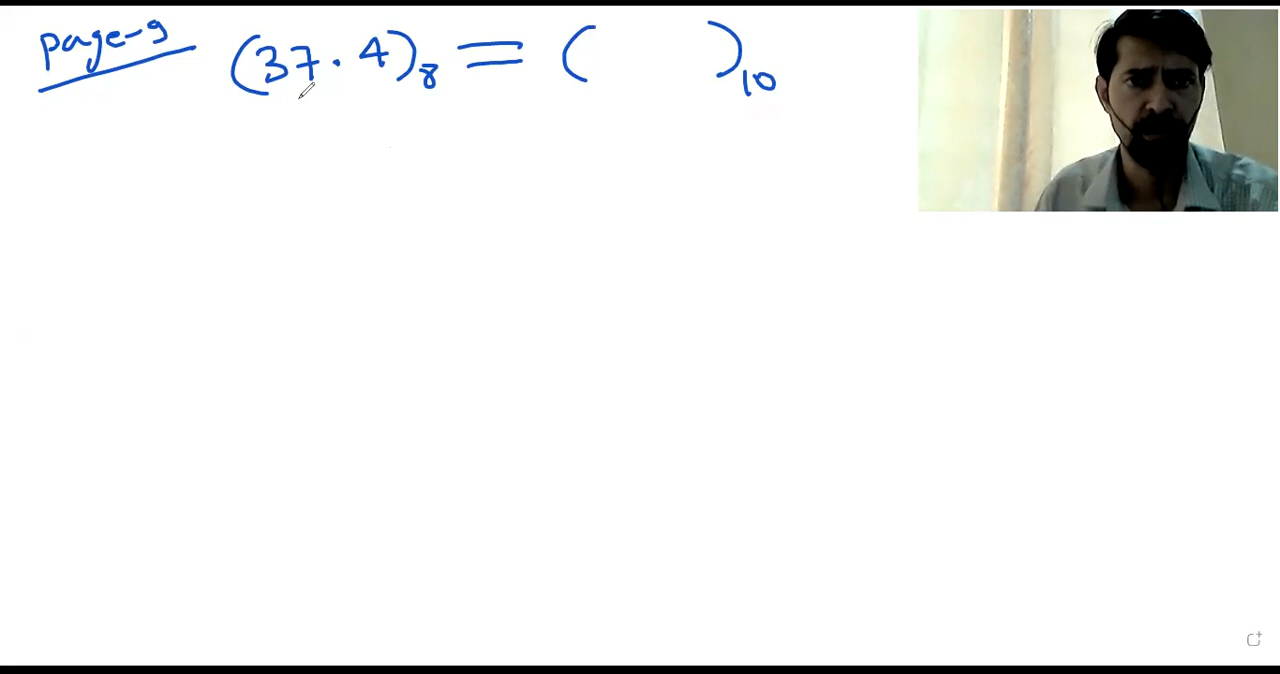 page-9 (37.4)₈ = (   )₁₀